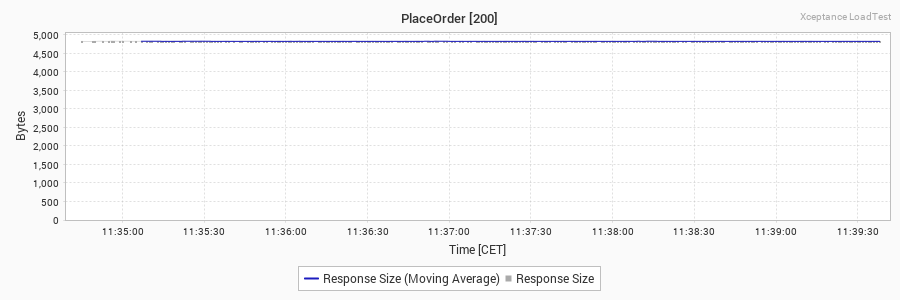 PlaceOrder [200]
Xceptance LoadTest
Bytes
5,000
4,500
4,000
3,500
3,000
2,500
2,000
1,500
1,000
500
0
11:35:00 11:35:30 11:36:00 11:36:30 11:37:00 11:37:30 11:38:00 11:38:30 11:39:00 11:39:30
Time [CET]
Response Size (Moving Average) Response Size